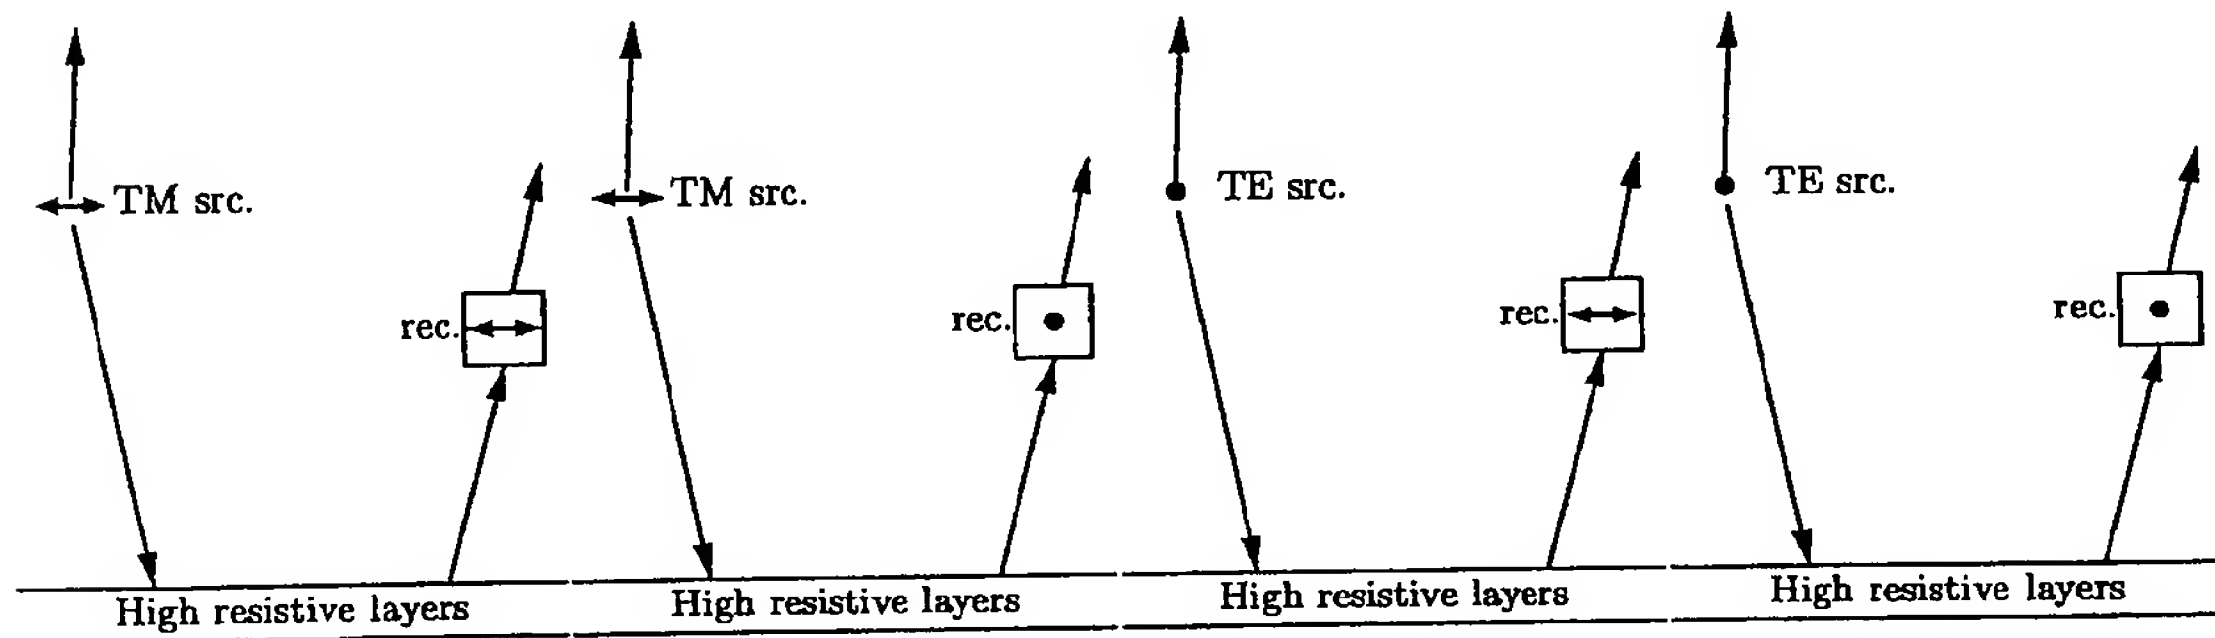 TM src.
rec.
High resistive layers
TM src.
rec.
High resistive layers
TE src.
rec.
High resistive layers
TE src.
rec.
High resistive layers